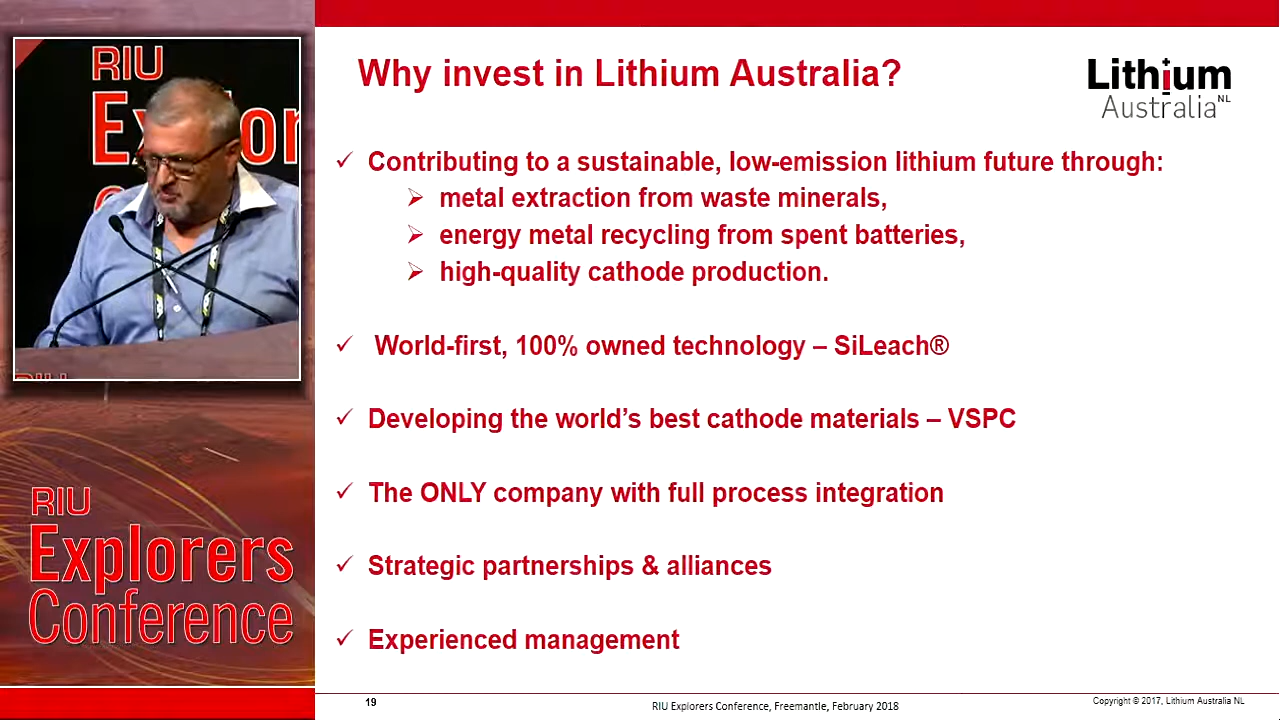 RIU
Explor
RIU
Explorers
Conference
Why invest in Lithium Australia?
Lithium
Australia NL
✓ Contributing to a sustainable, low-emission lithium future through:
➢ metal extraction from waste minerals,
➢ energy metal recycling from spent batteries,
➢ high-quality cathode production.
✓ World-first, 100% owned technology – SiLeach®
✓ Developing the world’s best cathode materials – VSPC
✓ The ONLY company with full process integration
✓ Strategic partnerships & alliances
✓ Experienced management
19
RIU Explorers Conference, Freemantle, February 2018
Copyright © 2017, Lithium Australia NL